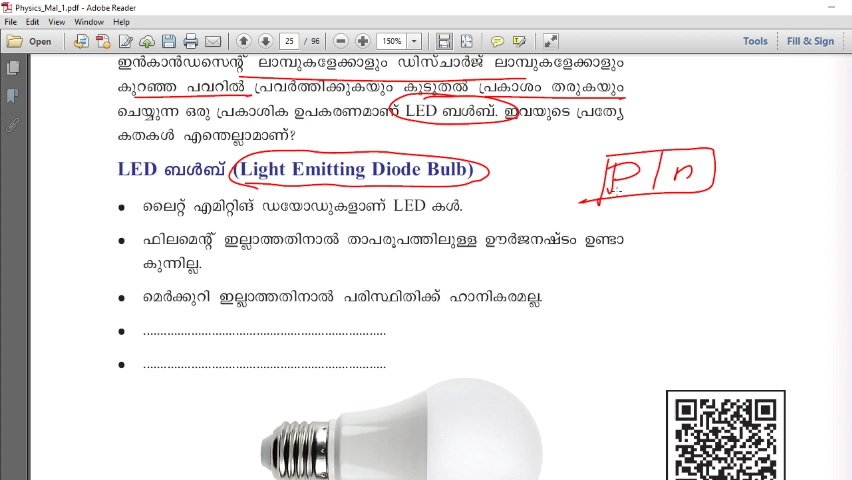 Physics_Mal_1.pdf - Adobe Reader
File Edit View Window Help
Open 25 / 96 150% Tools Fill & Sign
ഇൻകാൻഡസെന്റ് ലാമ്പുകളേക്കാളും ഡിസ്ചാർജ് ലാമ്പുകളേക്കാളും
കുറഞ്ഞ പവറിൽ പ്രവർത്തിക്കുകയും കൂടുതൽ പ്രകാശം തരുകയും
ചെയ്യുന്ന ഒരു പ്രകാശിക ഉപകരണമാണ് LED ബൾബ്. ഇവയുടെ പ്രത്യേ
കതകൾ എന്തെല്ലാമാണ്?
LED ബൾബ് (Light Emitting Diode Bulb)
P n
• ലൈറ്റ് എമിറ്റിങ് ഡയോഡുകളാണ് LED കൾ.
• ഫിലമെന്റ് ഇല്ലാത്തതിനാൽ താപരൂപത്തിലുള്ള ഊർജനഷ്ടം ഉണ്ടാ
കുന്നില്ല.
• മെർക്കുറി ഇല്ലാത്തതിനാൽ പരിസ്ഥിതിക്ക് ഹാനികരമല്ല.
• ..........................................................................
• ..........................................................................